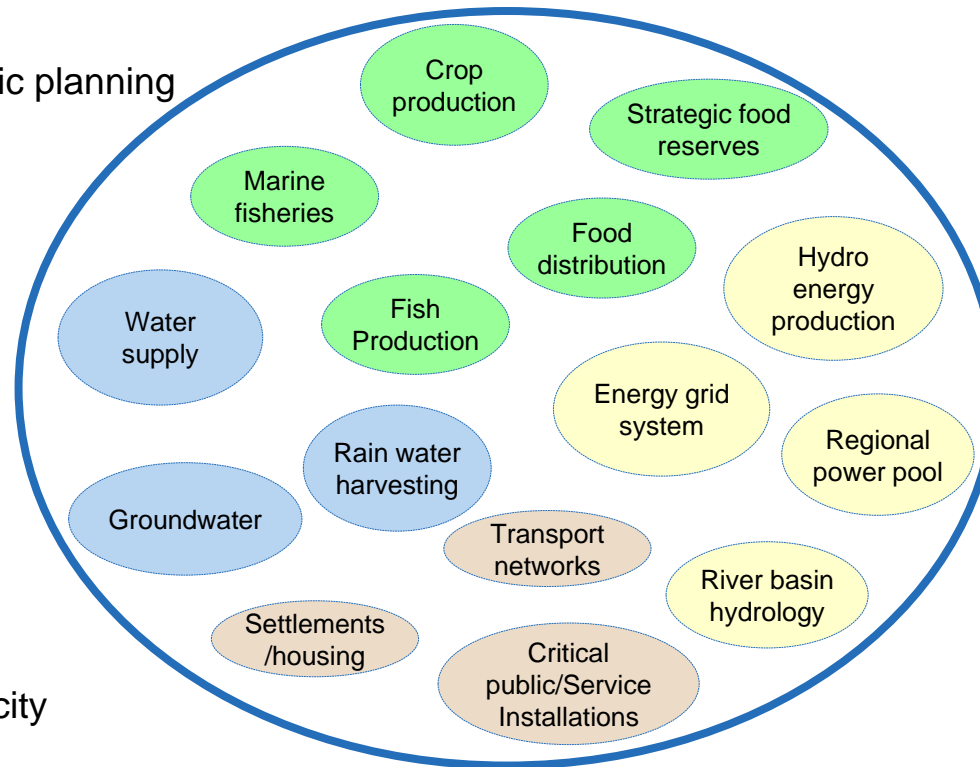 ic planning
Crop
production
Strategic food
reserves
Marine
fisheries
Food
distribution
Hydro
energy
production
Water
supply
Fish
Production
Energy grid
system
Regional
power pool
Rain water
harvesting
Groundwater
Transport
networks
River basin
hydrology
Settlements
/housing
Critical
public/Service
Installations
city